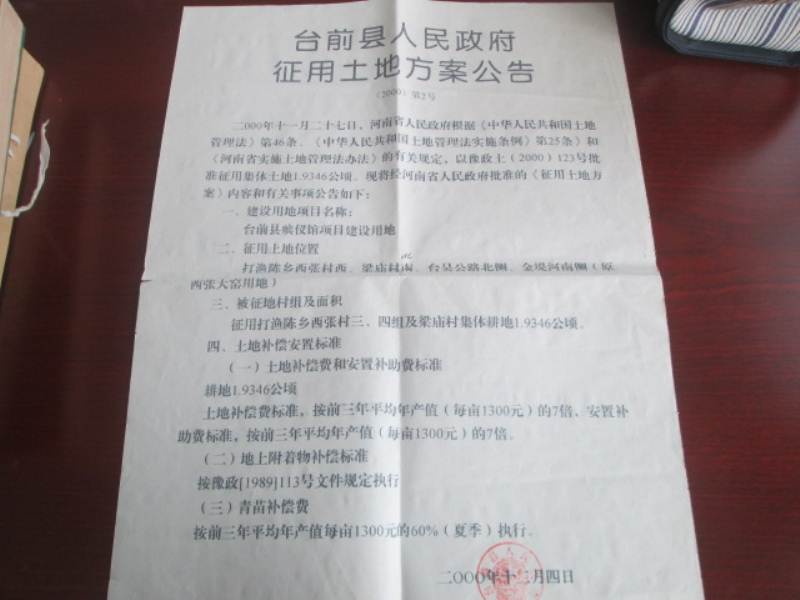 台前县人民政府
征用土地方案公告
(2000) 第2号
二000年十一月二十七日，河南省人民政府根据《中华人民共和国土地
管理法》第46条、《中华人民共和国土地管理法实施条例》第25条》和
《河南省实施土地管理法办法》的有关规定，以豫政土(2000)123号批
准征用集体土地1.9346公顷。现将经河南省人民政府批准的《征用土地方
案》内容和有关事项公告如下：
一、建设用地项目名称：
台前县殡仪馆项目建设用地
二、征用土地位置
打渔陈乡西张村西、梁庙村南、台吴公路北侧、金堤河南侧（原
西张大窑用地）
三、被征地村组及面积
征用打渔陈乡西张村三、四组及梁庙村集体耕地1.9346公顷。
四、土地补偿安置标准
（一）土地补偿费和安置补助费标准
耕地1.9346公顷
土地补偿费标准，按前三年平均年产值（每亩1300元）的7倍、安置补
助费标准，按前三年平均年产值（每亩1300元）的7倍。
（二）地上附着物补偿标准
按豫政[1989]113号文件规定执行
（三）青苗补偿费
按前三年平均年产值每亩1300元的60%（夏季）执行。
二000年十二月四日